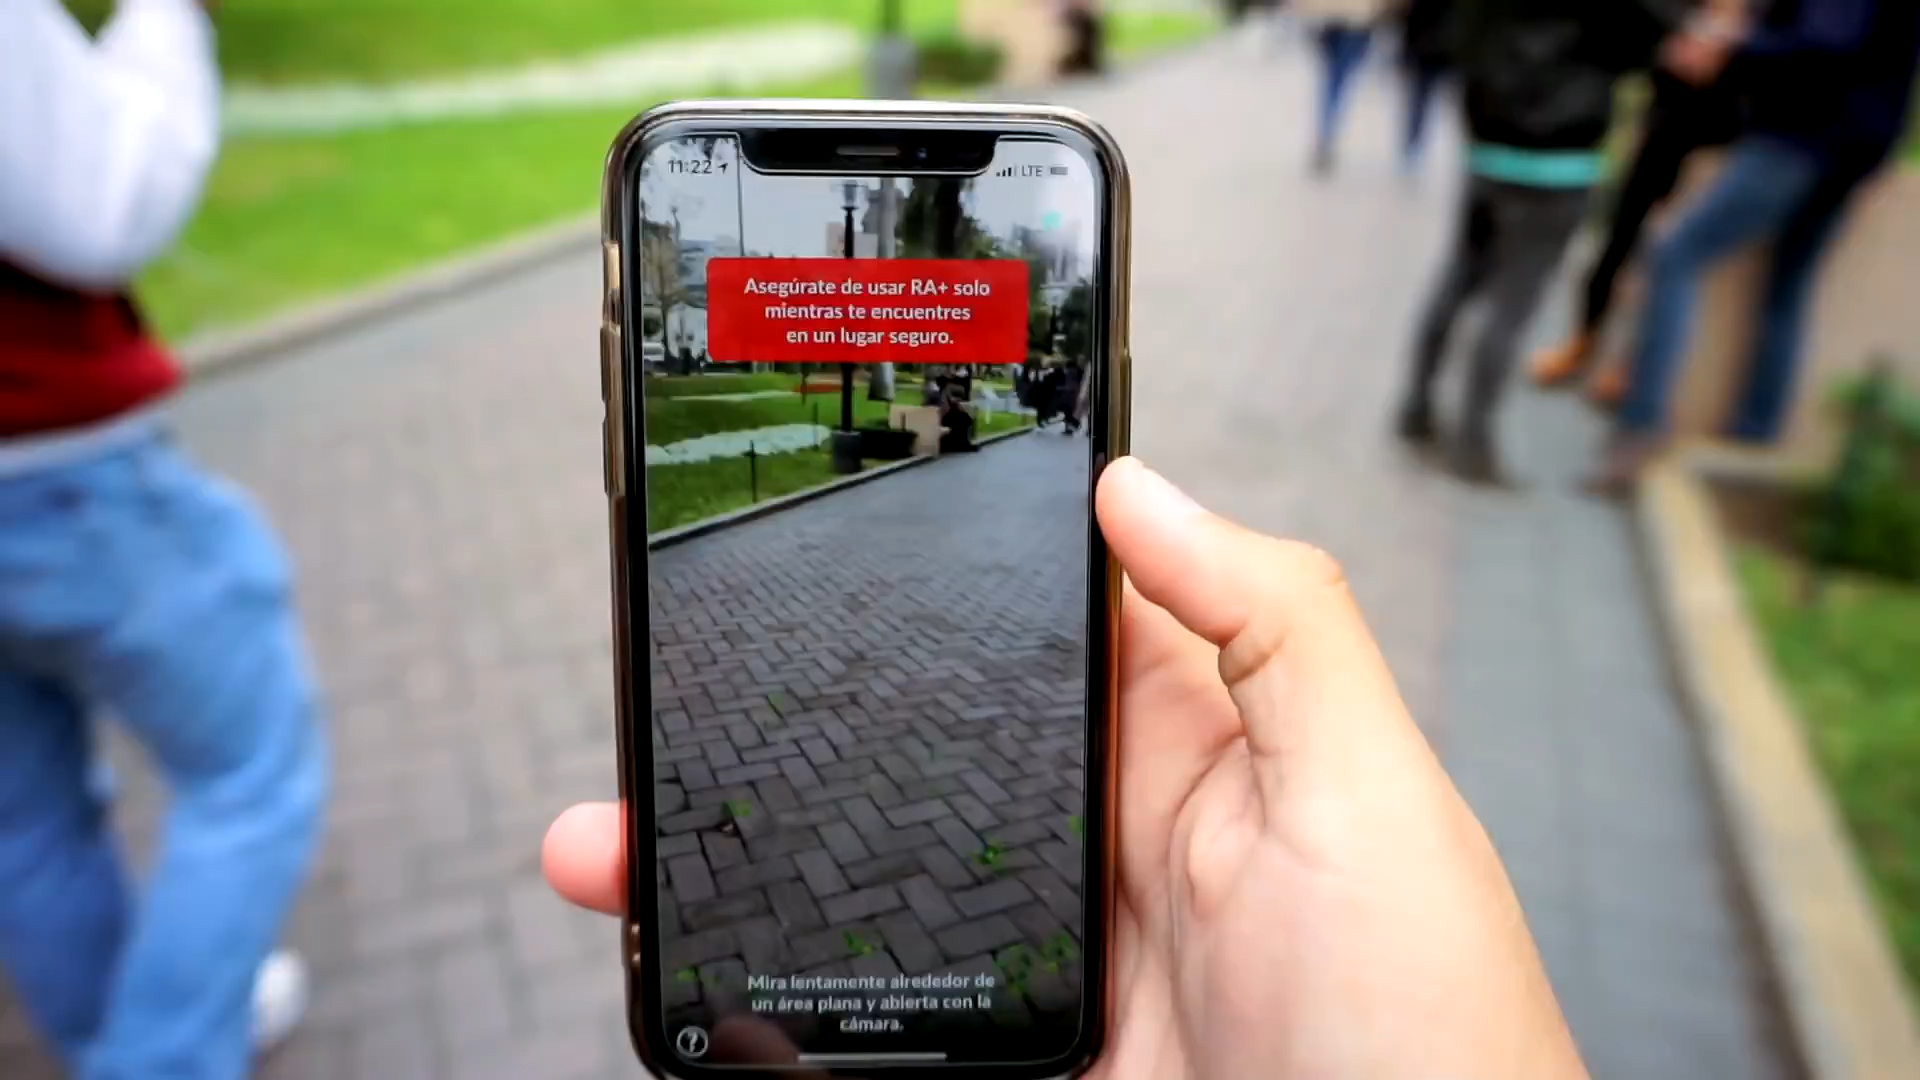 11:22
LTE
Asegúrate de usar RA+ solo
mientras te encuentres
en un lugar seguro.
Mira lentamente alrededor de
un área plana y abierta con la
cámara.
?